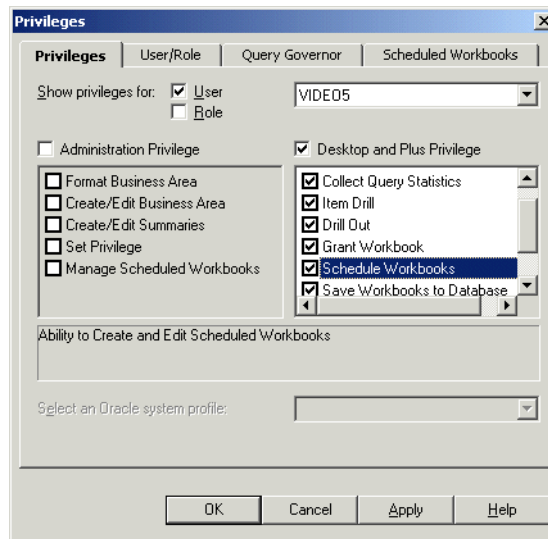 Privileges
Privileges User/Role Query Governor Scheduled Workbooks
Show privileges for: User VIDEO5
Role
Administration Privilege Desktop and Plus Privilege
Format Business Area Collect Query Statistics
Create/Edit Business Area Item Drill
Create/Edit Summaries Drill Out
Set Privilege Grant Workbook
Manage Scheduled Workbooks Schedule Workbooks
Save Workbooks to Database
Ability to Create and Edit Scheduled Workbooks
Select an Oracle system profile:
OK Cancel Apply Help